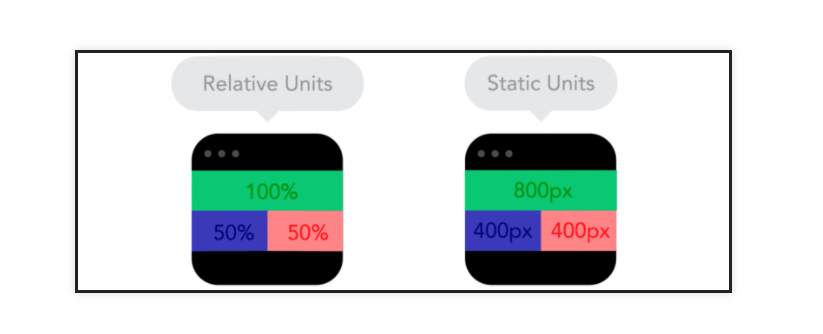 Relative Units
Static Units
100%
800px
50% 50%
400px 400px